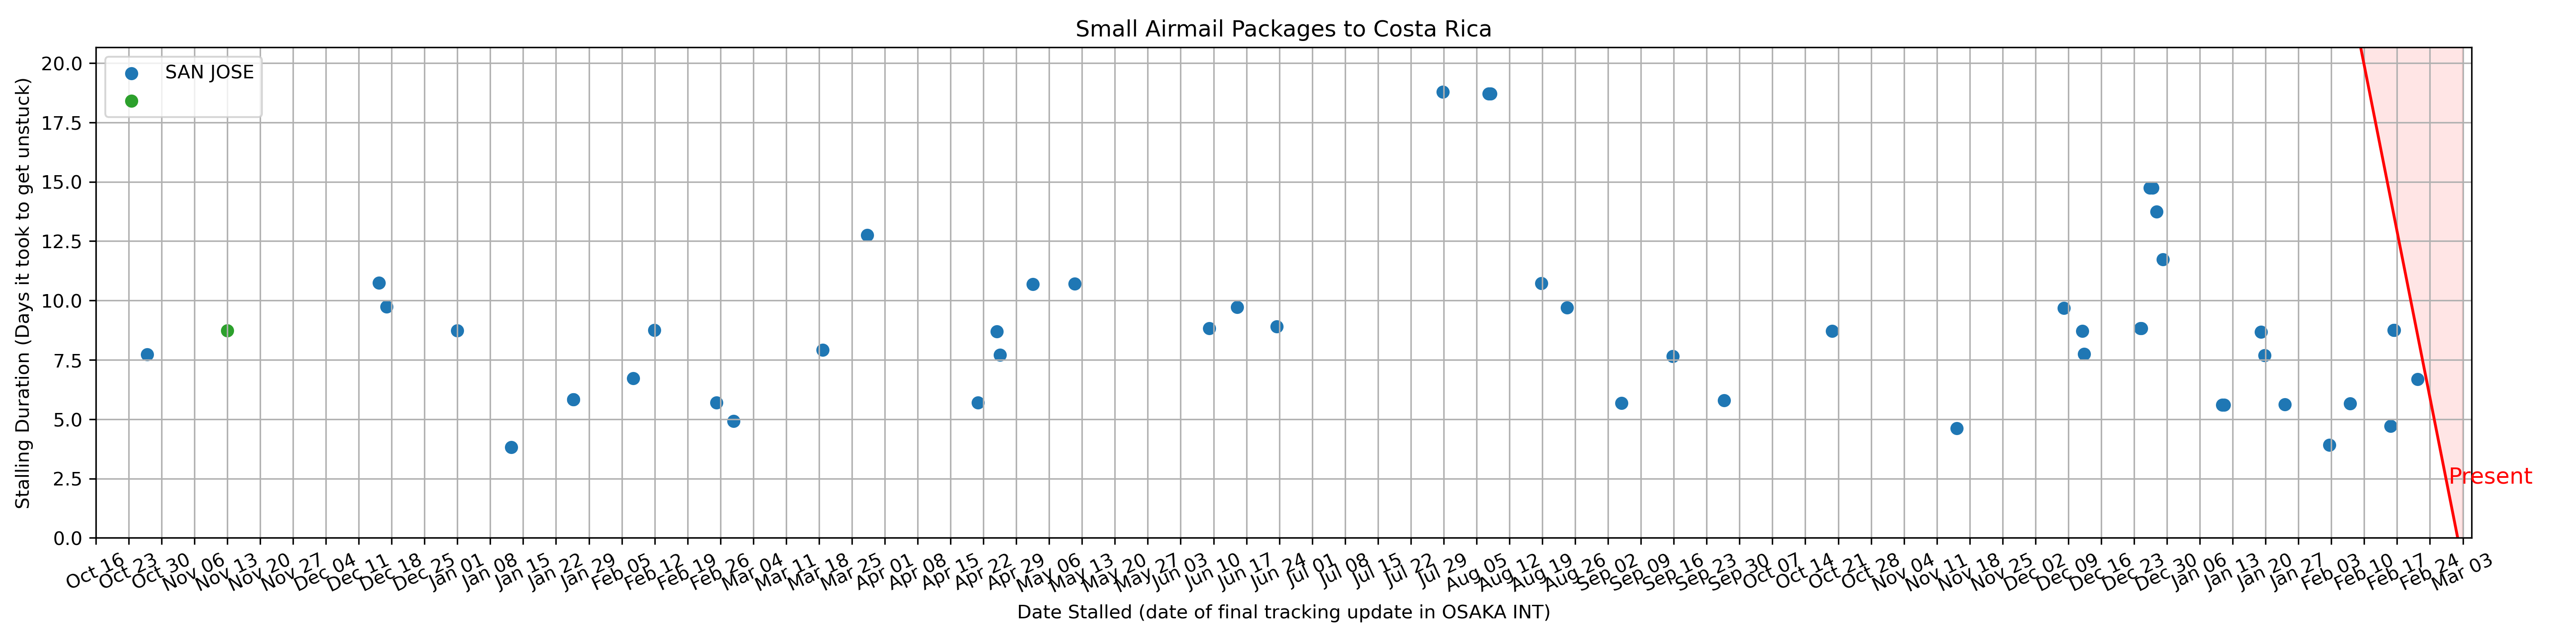 Small Airmail Packages to Costa Rica
SAN JOSE
Stalling Duration (Days it took to get unstuck)
20.0
17.5
15.0
12.5
10.0
7.5
5.0
2.5
0.0
Present
Oct 16
Oct 23
Oct 30
Nov 06
Nov 13
Nov 20
Nov 27
Dec 04
Dec 11
Dec 18
Dec 25
Jan 01
Jan 08
Jan 15
Jan 22
Jan 29
Feb 05
Feb 12
Feb 19
Feb 26
Mar 04
Mar 11
Mar 18
Mar 25
Apr 01
Apr 08
Apr 15
Apr 22
Apr 29
May 06
May 13
May 20
May 27
Jun 03
Jun 10
Jun 17
Jun 24
Jul 01
Jul 08
Jul 15
Jul 22
Jul 29
Aug 05
Aug 12
Aug 19
Aug 26
Sep 02
Sep 09
Sep 16
Sep 23
Sep 30
Oct 07
Oct 14
Oct 21
Oct 28
Nov 04
Nov 11
Nov 18
Nov 25
Dec 02
Dec 09
Dec 16
Dec 23
Dec 30
Jan 06
Jan 13
Jan 20
Jan 27
Feb 03
Feb 10
Feb 17
Feb 24
Mar 03
Date Stalled (date of final tracking update in OSAKA INT)